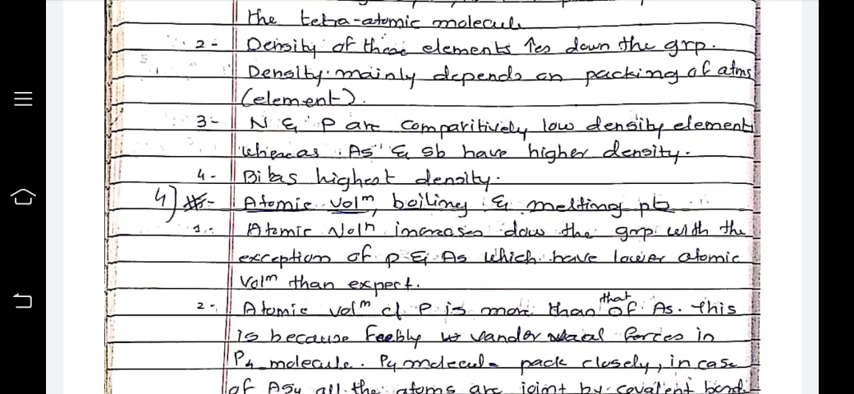 the tetra-atomic molecule
2- Density of those elements ↑es down the grp.
Density mainly depends on packing of atms
(element).
3- N & P are comparitively low density element
whereas As & Sb have higher density.
4- Bi has highest density.
4) Atomic volm, boiling & melting pt
1- Atomic Volm increases down the grp with the
exception of P & As which have lower atomic
Volm than expect.
2- Atomic volm of P is more than that of As. This
is because Feebly vander waal forces in
P4 molecule. P4 molecule pack closely, in case
of As4 all the atoms are joint by covalent bond